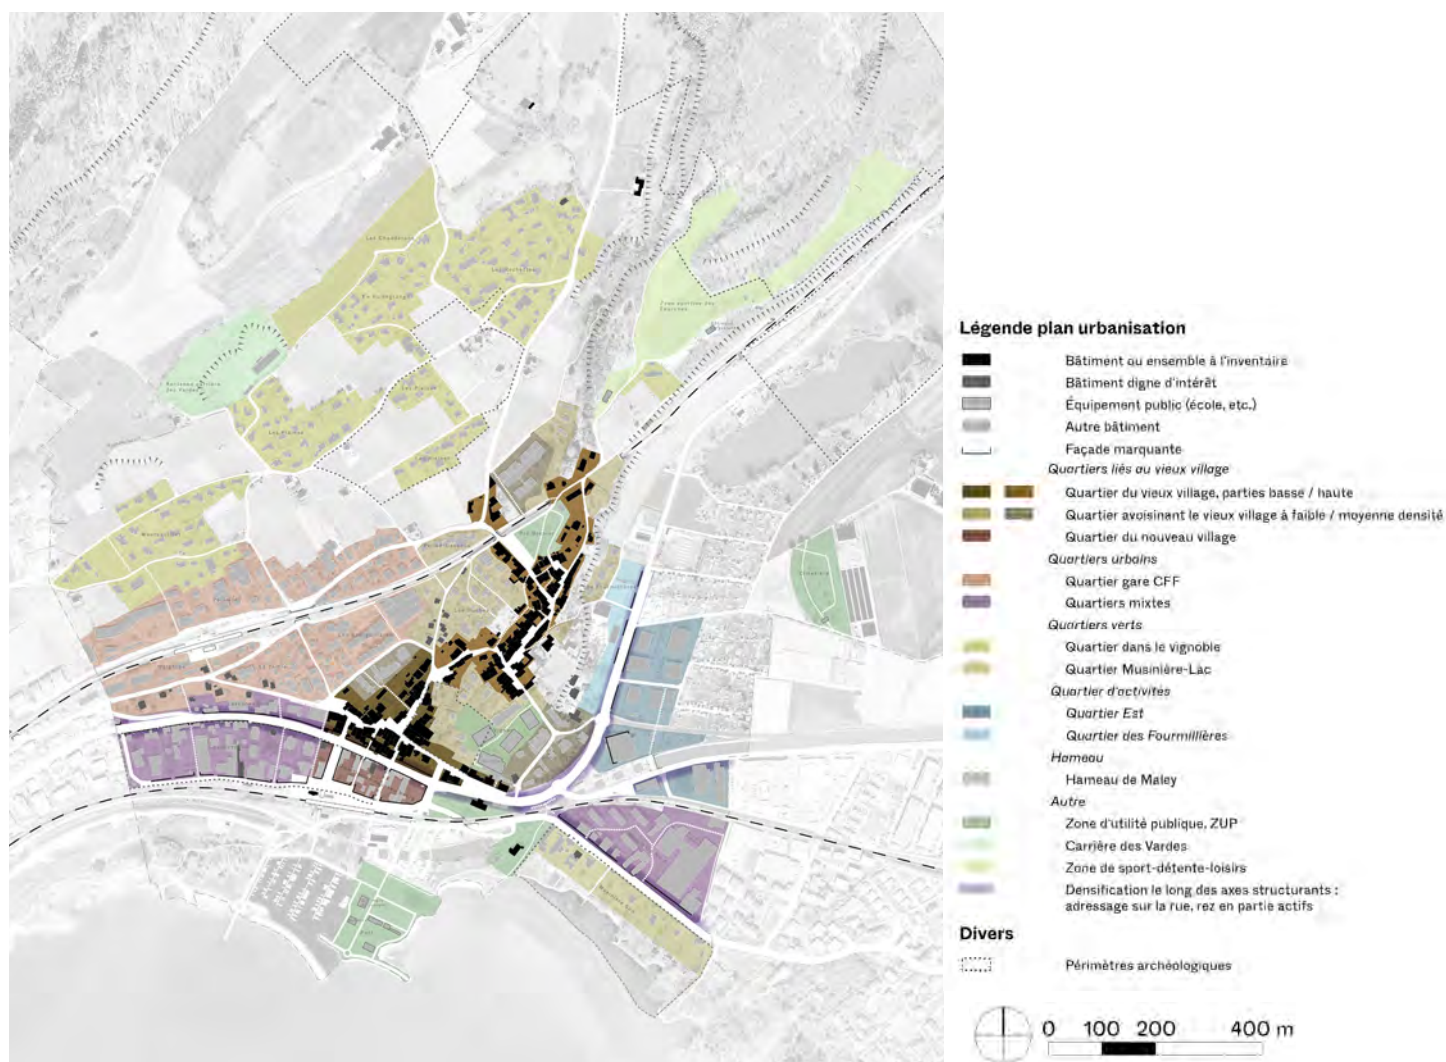 Les Plaines
Légende plan urbanisation
Bâtiment ou ensemble à l'inventaire
Bâtiment digne d'intérêt
Équipement public (école, etc.)
Autre bâtiment
Façade marquante
Quartiers liés au vieux village
Quartier du vieux village, parties basse / haute
Quartier avoisinant le vieux village à faible / moyenne densité
Quartier du nouveau village
Quartiers urbains
Quartier gare CFF
Quartiers mixtes
Quartiers verts
Quartier dans le vignoble
Quartier Musinière-Lac
Quartier d'activités
Quartier Est
Quartier des Fourmillières
Hameau
Hameau de Maley
Autre
Zone d'utilité publique, ZUP
Carrière des Vardes
Zone de sport-détente-loisirs
Densification le long des axes structurants :
adressage sur la rue, rez en partie actifs
Divers
Périmètres archéologiques
0 100 200 400 m